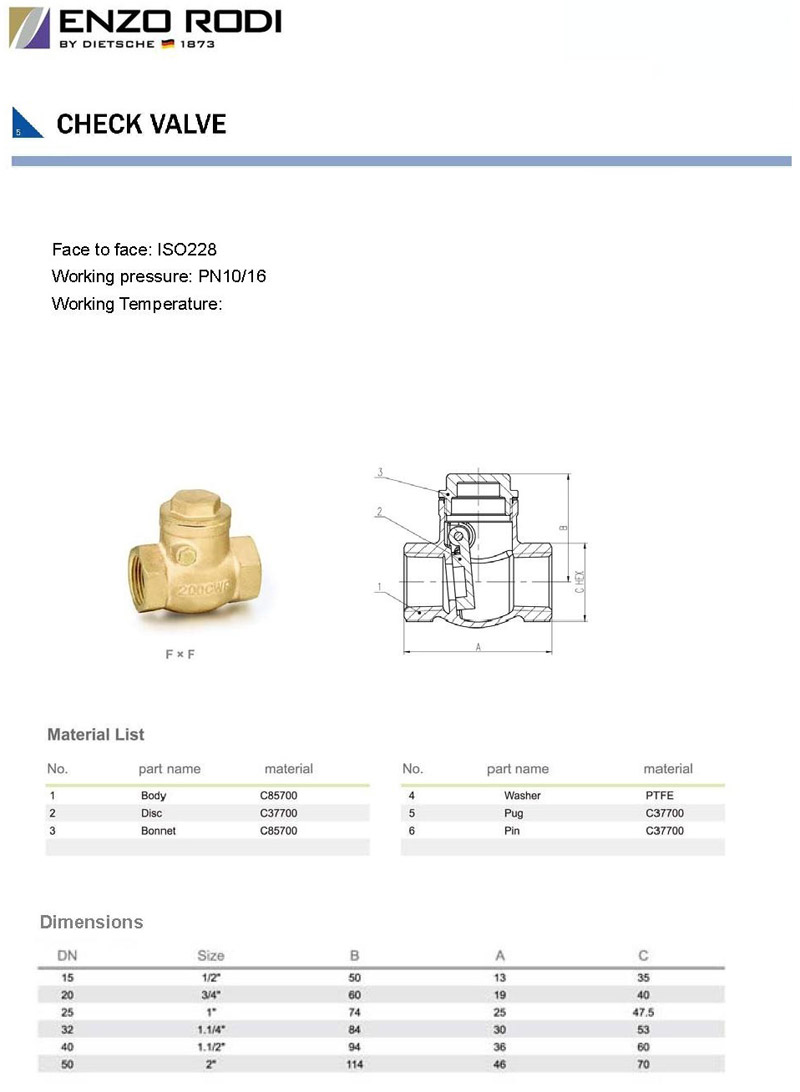 ENZO RODI
BY DIETSCHE 1873
5
CHECK VALVE
Face to face: ISO228
Working pressure: PN10/16
Working Temperature:
200CWP
F × F
3
2
1
B
C HEX
A
Material List
No. part name material
1 Body C85700
2 Disc C37700
3 Bonnet C85700
No. part name material
4 Washer PTFE
5 Pug C37700
6 Pin C37700
Dimensions
DN Size B A C
15 1/2" 50 13 35
20 3/4" 60 19 40
25 1" 74 25 47.5
32 1.1/4" 84 30 53
40 1.1/2" 94 36 60
50 2" 114 46 70